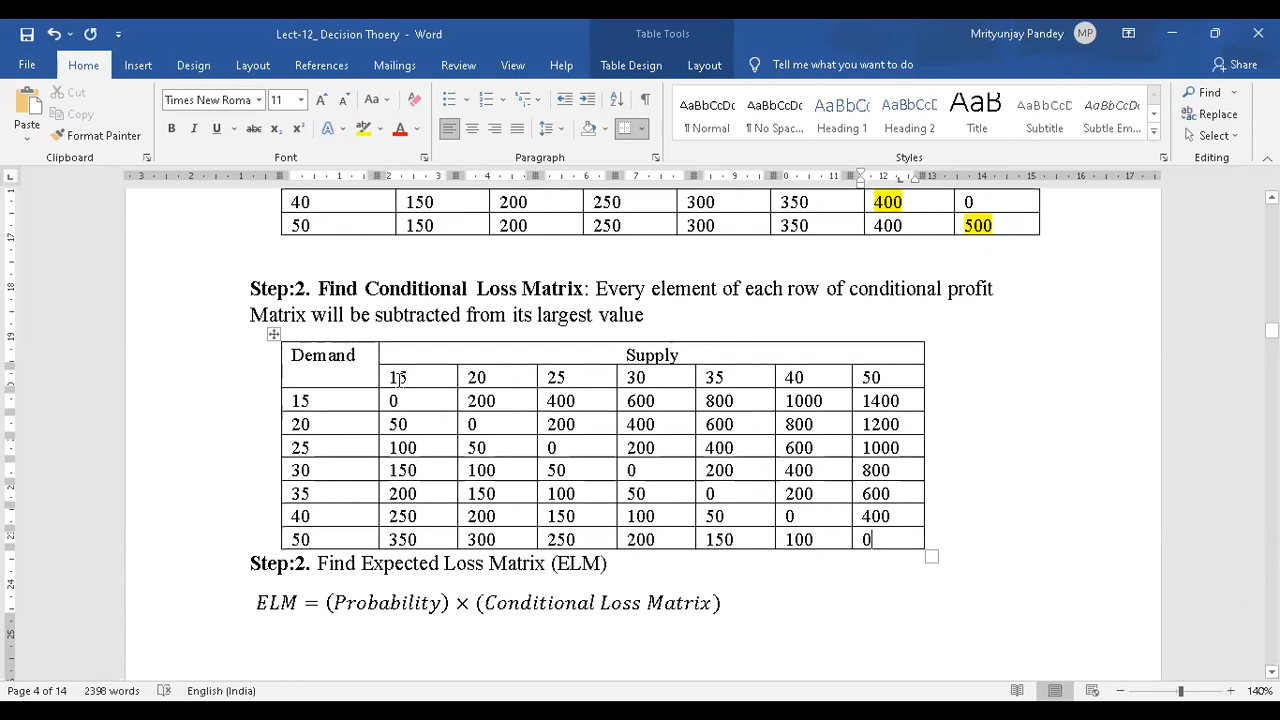 Lect-12_ Decision Thoery - Word
Table Tools
Mrityunjay Pandey
MP
File Home Insert Design Layout References Mailings Review View Help Table Design Layout Tell me what you want to do Share
Paste
Cut
Copy
Format Painter
Clipboard
Times New Roma 11
Font
Paragraph
AaBbCcDc AaBbCcDc AaBbCcI AaBbCcDc AaB AaBbCcDc AaBbCcDc
¶ Normal ¶ No Spac... Heading 1 Heading 2 Title Subtitle Subtle Em...
Styles
Find
Replace
Select
Editing
40 150 200 250 300 350 400 0
50 150 200 250 300 350 400 500
Step:2. Find Conditional Loss Matrix: Every element of each row of conditional profit
Matrix will be subtracted from its largest value
Demand Supply
15 20 25 30 35 40 50
15 0 200 400 600 800 1000 1400
20 50 0 200 400 600 800 1200
25 100 50 0 200 400 600 1000
30 150 100 50 0 200 400 800
35 200 150 100 50 0 200 600
40 250 200 150 100 50 0 400
50 350 300 250 200 150 100 0
Step:2. Find Expected Loss Matrix (ELM)
ELM = (Probability) × (Conditional Loss Matrix)
Page 4 of 14 2398 words English (India) 140%